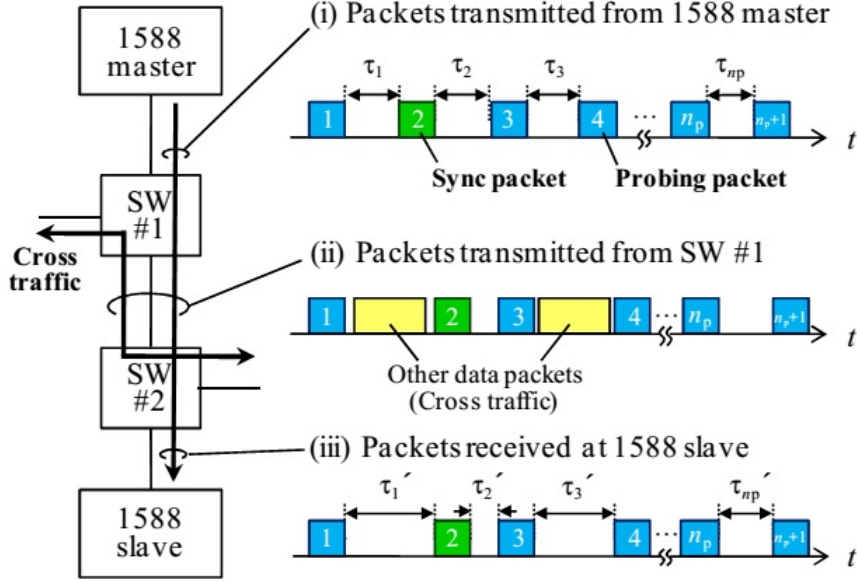 1588
master
(i) Packets transmitted from 1588 master
τ1 τ2 τ3 τnp
1 2 3 4 ... np np+1
t
Sync packet Probing packet
SW
#1
Cross
traffic
(ii) Packets transmitted from SW #1
1 2 3 4 ... np np+1
t
Other data packets
(Cross traffic)
SW
#2
(iii) Packets received at 1588 slave
τ1´ τ2´ τ3´ τnp´
1 2 3 4 ... np np+1
t
1588
slave